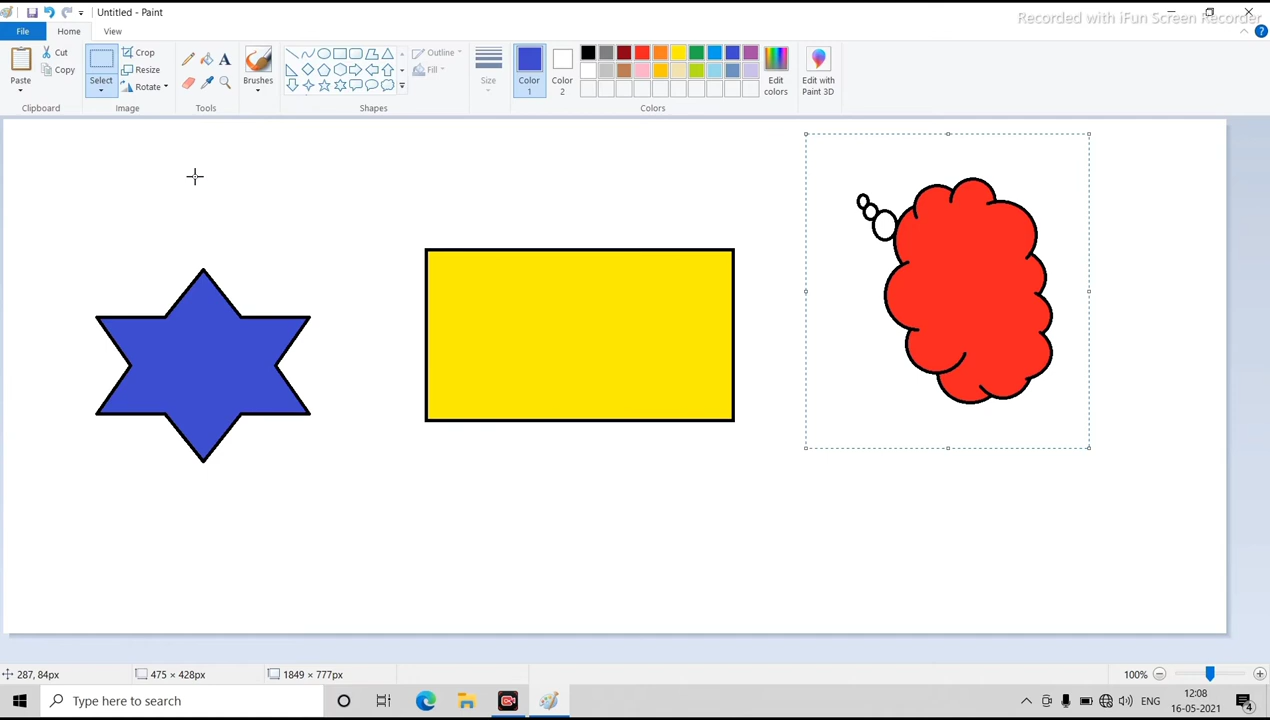 Untitled - Paint
Recorded with iFun Screen Recorder
File
Home
View
Paste
Cut
Copy
Clipboard
Select
Crop
Resize
Rotate
Image
Tools
Brushes
Outline
Fill
Shapes
Size
Color 1
Color 2
Edit colors
Colors
Edit with Paint 3D
287, 84px
475 × 428px
1849 × 777px
100%
Type here to search
ENG
12:08
16-05-2021
4